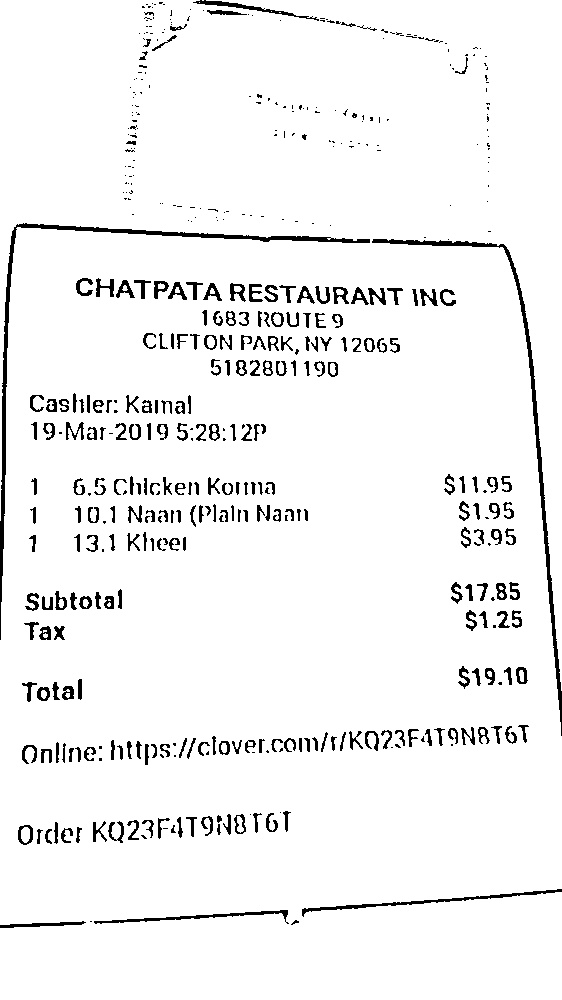 CHATPATA RESTAURANT INC
1683 ROUTE 9
CLIFTON PARK, NY 12065
5182801190
Cashier: Kamal
19-Mar-2019 5:28:12P
1 6.5 Chicken Korma $11.95
1 10.1 Naan (Plain Naan $1.95
1 13.1 Kheer $3.95
Subtotal $17.85
Tax $1.25
Total $19.10
Online: https://clover.com/r/KQ23F4T9N8T6T
Order KQ23F4T9N8T6T